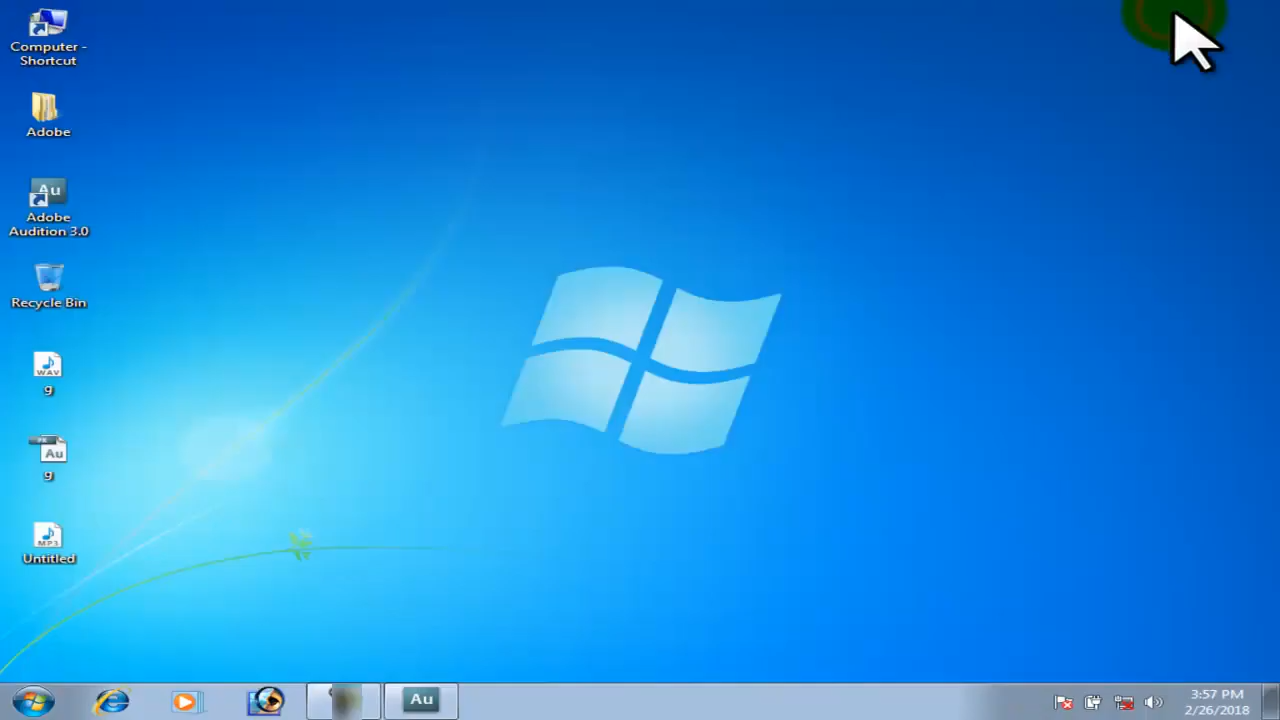 Computer -
Shortcut
Adobe
Au
Adobe
Audition 3.0
Recycle Bin
WAV
g
Au
g
MP3
Untitled
Au
3:57 PM
2/26/2018